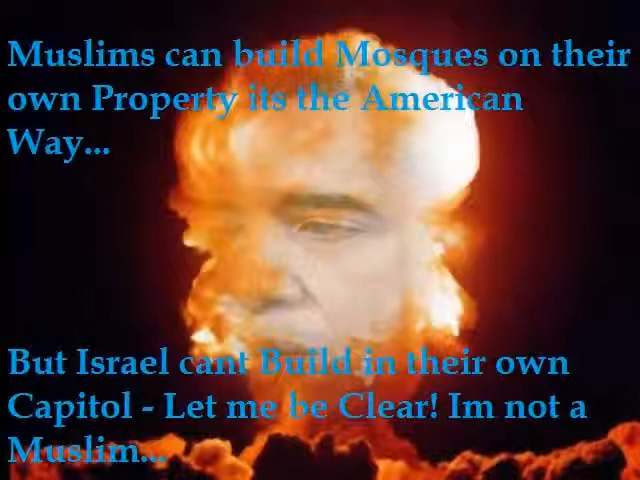 Muslims can build Mosques on their
own Property its the American
Way...
But Israel cant Build in their own
Capitol - Let me be Clear! Im not a
Muslim...